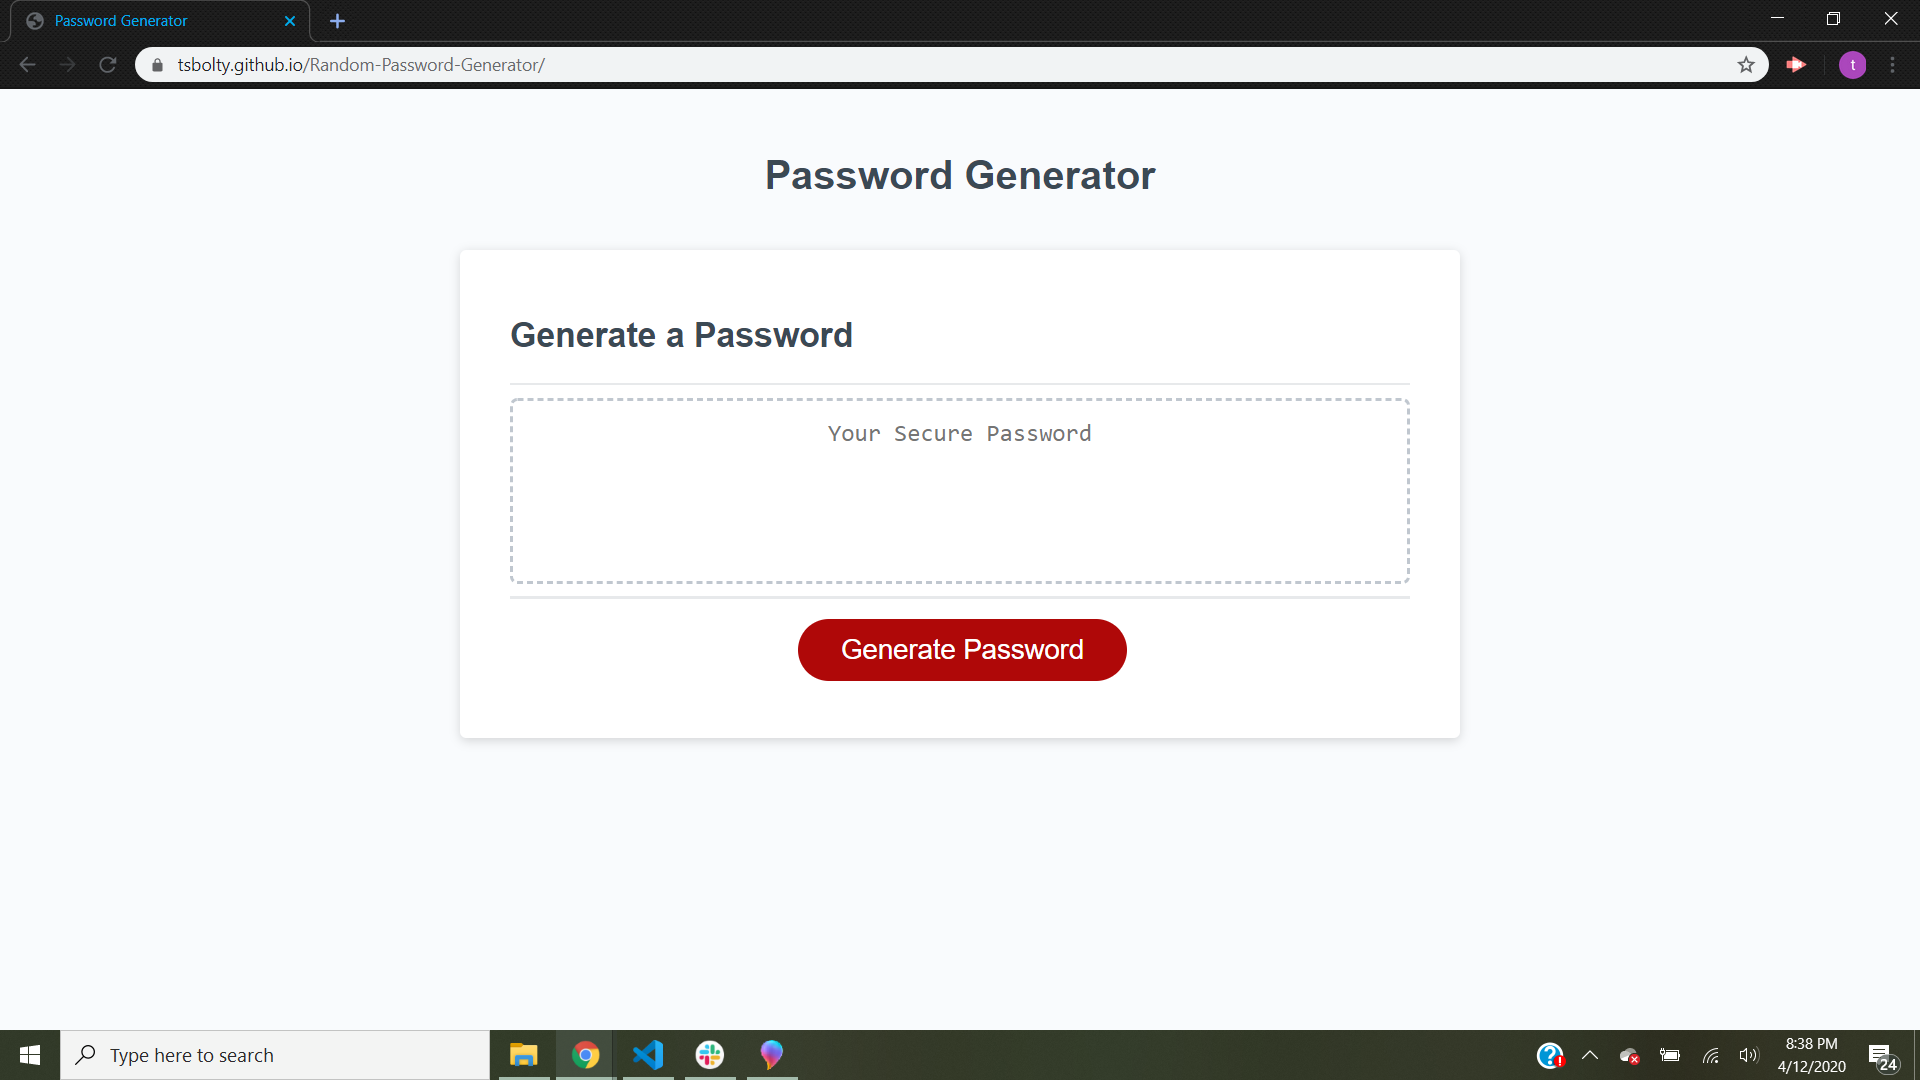 Password Generator
tsbolty.github.io/Random-Password-Generator/
t
Password Generator
Generate a Password
Your Secure Password
Generate Password
Type here to search
8:38 PM
4/12/2020
24